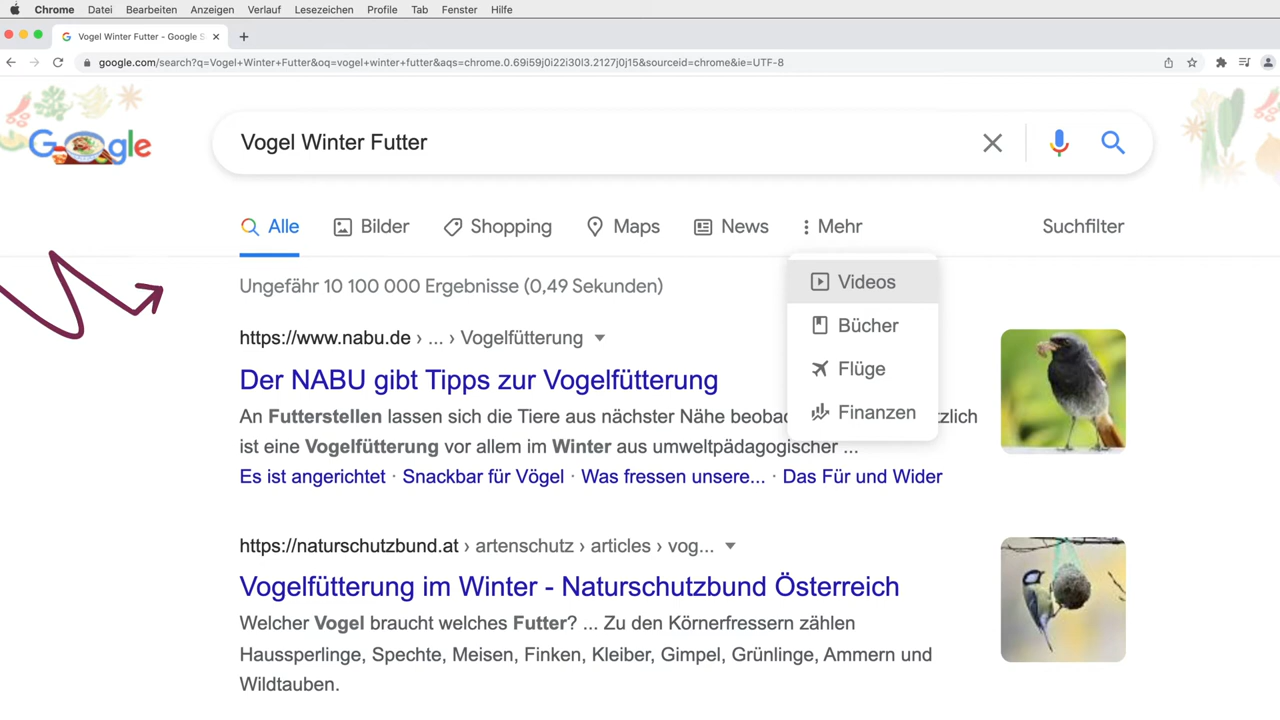 Chrome Datei Bearbeiten Anzeigen Verlauf Lesezeichen Profile Tab Fenster Hilfe
Vogel Winter Futter - Google S
google.com/search?q=Vogel+Winter+Futter&oq=vogel+winter+futter&aqs=chrome.0.69i59j0i22i30l3.2127j0j15&sourceid=chrome&ie=UTF-8
Google
Vogel Winter Futter
Alle Bilder Shopping Maps News Mehr Suchfilter
Ungefähr 10 100 000 Ergebnisse (0,49 Sekunden)
Videos
Bücher
Flüge
Finanzen
https://www.nabu.de › ... › Vogelfütterung
Der NABU gibt Tipps zur Vogelfütterung
An Futterstellen lassen sich die Tiere aus nächster Nähe
ist eine Vogelfütterung vor allem im Winter aus umweltpädagogischer ...
Es ist angerichtet · Snackbar für Vögel · Was fressen unsere... · Das Für und Wider
https://naturschutzbund.at › artenschutz › articles › vog...
Vogelfütterung im Winter - Naturschutzbund Österreich
Welcher Vogel braucht welches Futter? ... Zu den Körnerfressern zählen
Haussperlinge, Spechte, Meisen, Finken, Kleiber, Gimpel, Grünlinge, Ammern und
Wildtauben.